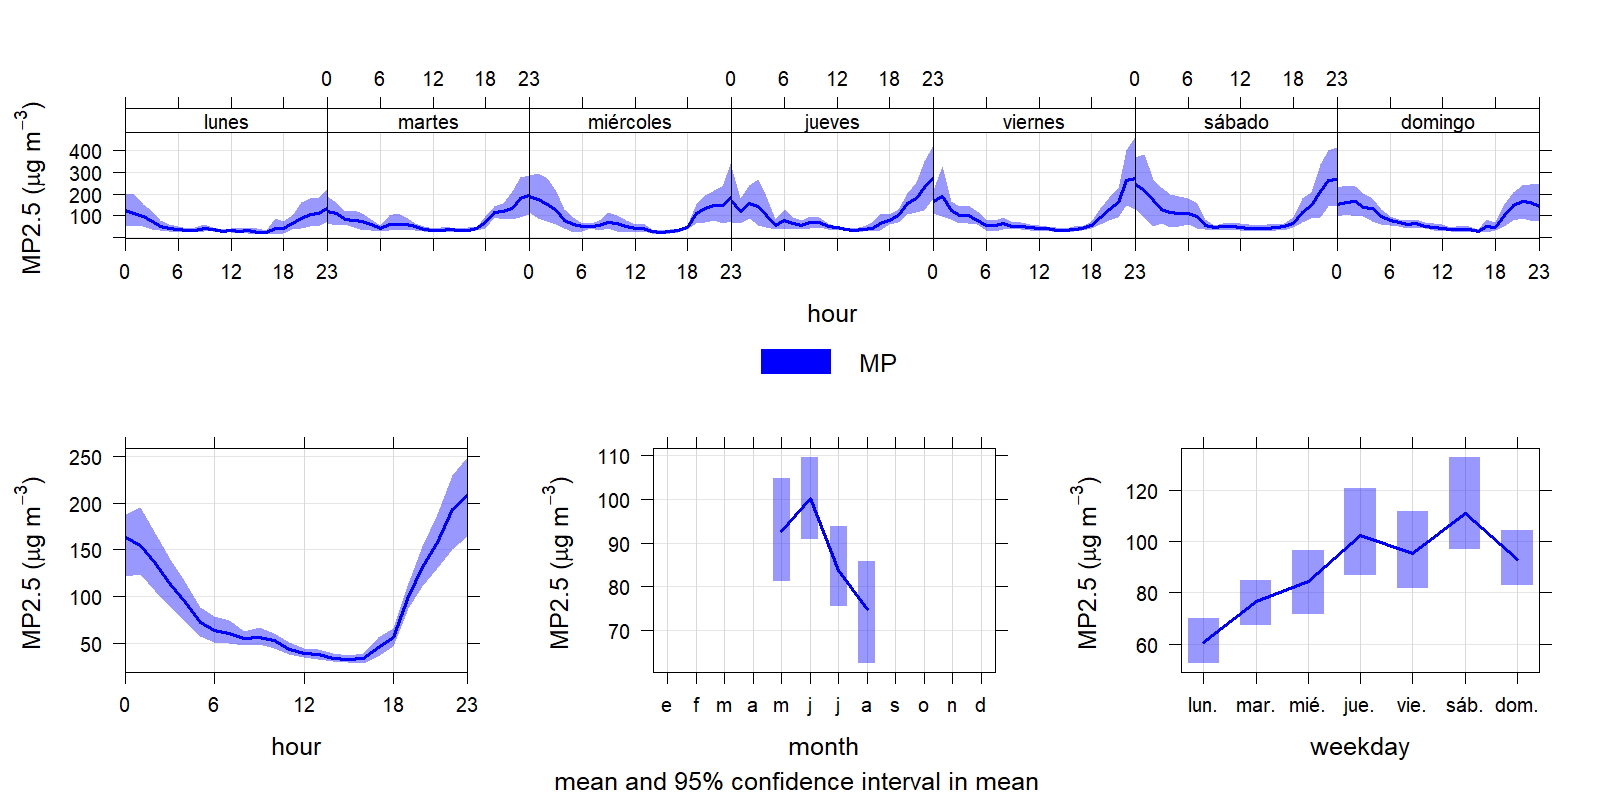 0 6 12 18 23 0 6 12 18 23 0 6 12 18 23
lunes martes miércoles jueves viernes sábado domingo
MP2.5 (μg m⁻³)
400
300
200
100
0 6 12 18 23 0 6 12 18 23 0 6 12 18 23 0 6 12 18 23
hour
MP
MP2.5 (μg m⁻³)
250
200
150
100
50
0 6 12 18 23
hour
MP2.5 (μg m⁻³)
110
100
90
80
70
e f m a m j j a s o n d
month
MP2.5 (μg m⁻³)
120
100
80
60
lun. mar. mié. jue. vie. sáb. dom.
weekday
mean and 95% confidence interval in mean